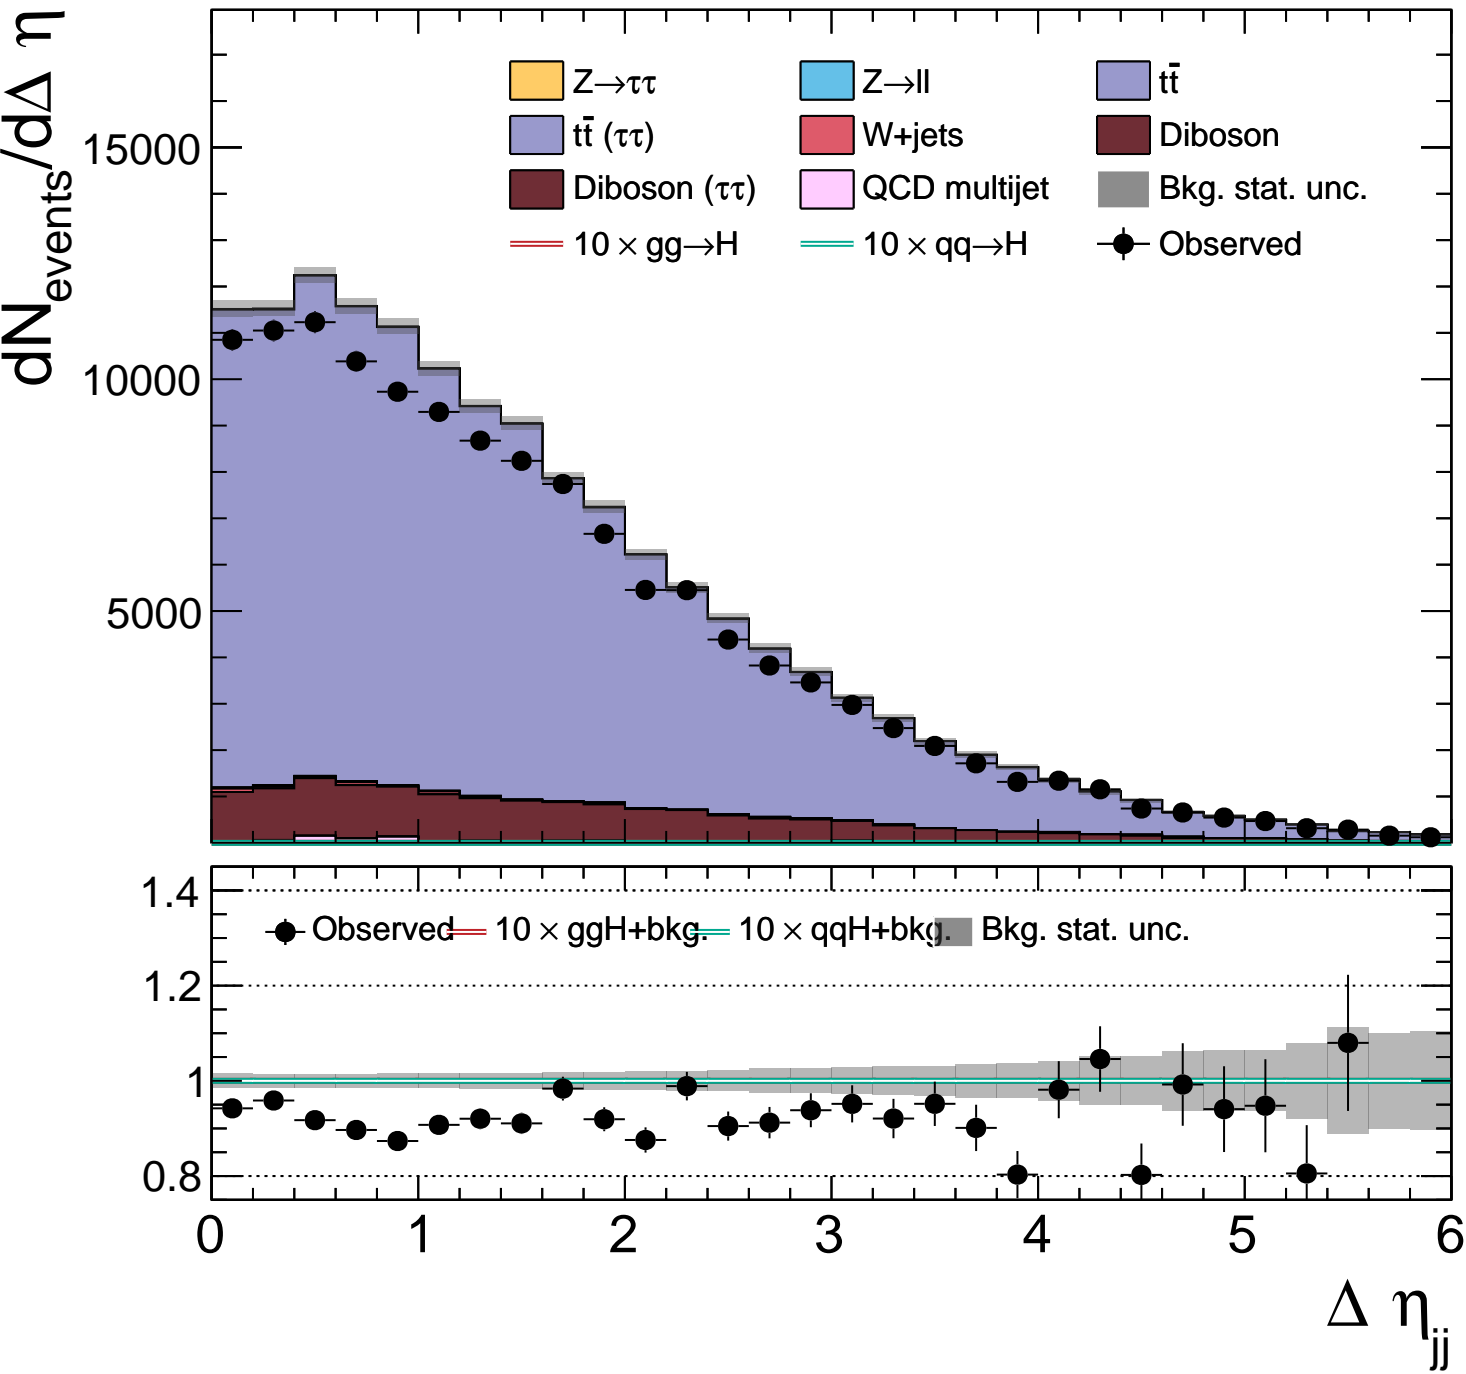 dN_events/dΔ η
Z→ττ Z→ll tt̄
tt̄ (ττ) W+jets Diboson
Diboson (ττ) QCD multijet Bkg. stat. unc.
10 × gg→H 10 × qq→H Observed
15000
10000
5000
1.4
Observed 10 × ggH+bkg. 10 × qqH+bkg. Bkg. stat. unc.
1.2
1
0.8
0 1 2 3 4 5 6
Δ η_jj